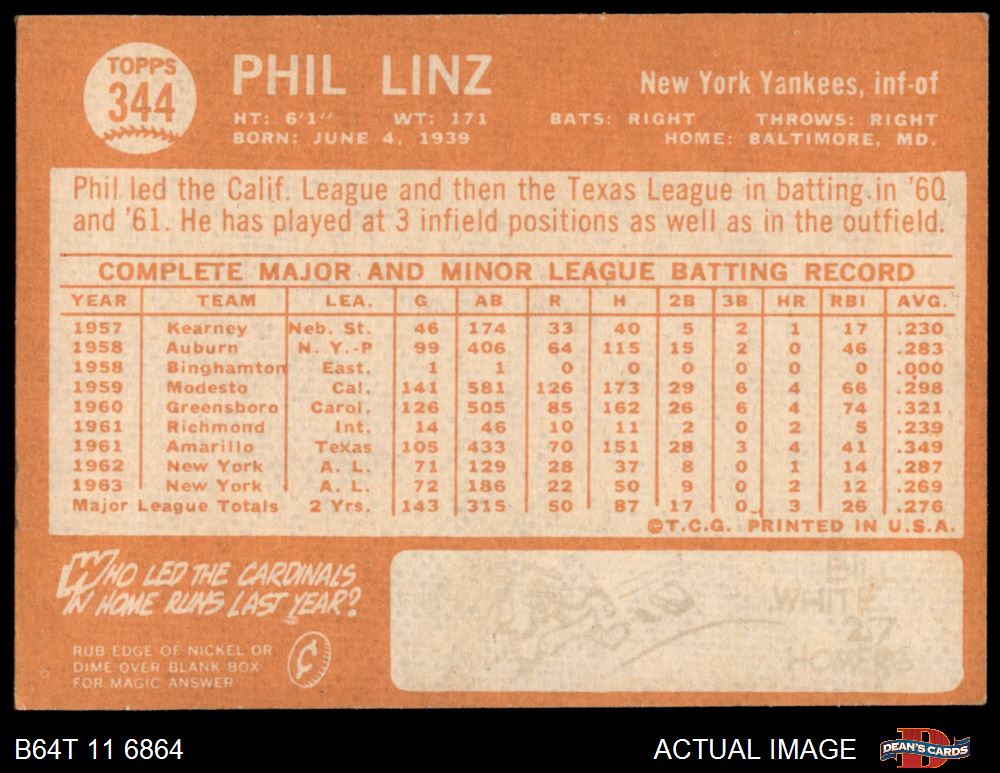 TOPPS
344
PHIL LINZ
New York Yankees, inf-of
HT: 6'1" WT: 171 BATS: RIGHT THROWS: RIGHT
BORN: JUNE 4, 1939 HOME: BALTIMORE, MD.
Phil led the Calif. League and then the Texas League in batting in '60
and '61. He has played at 3 infield positions as well as in the outfield.
COMPLETE MAJOR AND MINOR LEAGUE BATTING RECORD
YEAR TEAM LEA. G AB R H 2B 3B HR RBI AVG.
1957 Kearney Neb. St. 46 174 33 40 5 2 1 17 .230
1958 Auburn N. Y.-P 99 406 64 115 15 2 0 46 .283
1958 Binghamton East. 1 1 0 0 0 0 0 0 .000
1959 Modesto Cal. 141 581 126 173 29 6 4 66 .298
1960 Greensboro Carol. 126 505 85 162 26 6 4 74 .321
1961 Richmond Int. 14 46 10 11 2 0 2 5 .239
1961 Amarillo Texas 105 433 70 151 28 3 4 41 .349
1962 New York A. L. 71 129 28 37 8 0 1 14 .287
1963 New York A. L. 72 186 22 50 9 0 2 12 .269
Major League Totals 2 Yrs. 143 315 50 87 17 0 3 26 .276
©T.C.G. PRINTED IN U.S.A.
WHO LED THE CARDINALS
IN HOME RUNS LAST YEAR?
RUB EDGE OF NICKEL OR
DIME OVER BLANK BOX
FOR MAGIC ANSWER
BILL
WHITE
27
HOMERS
B64T 11 6864
ACTUAL IMAGE
DEAN'S CARDS